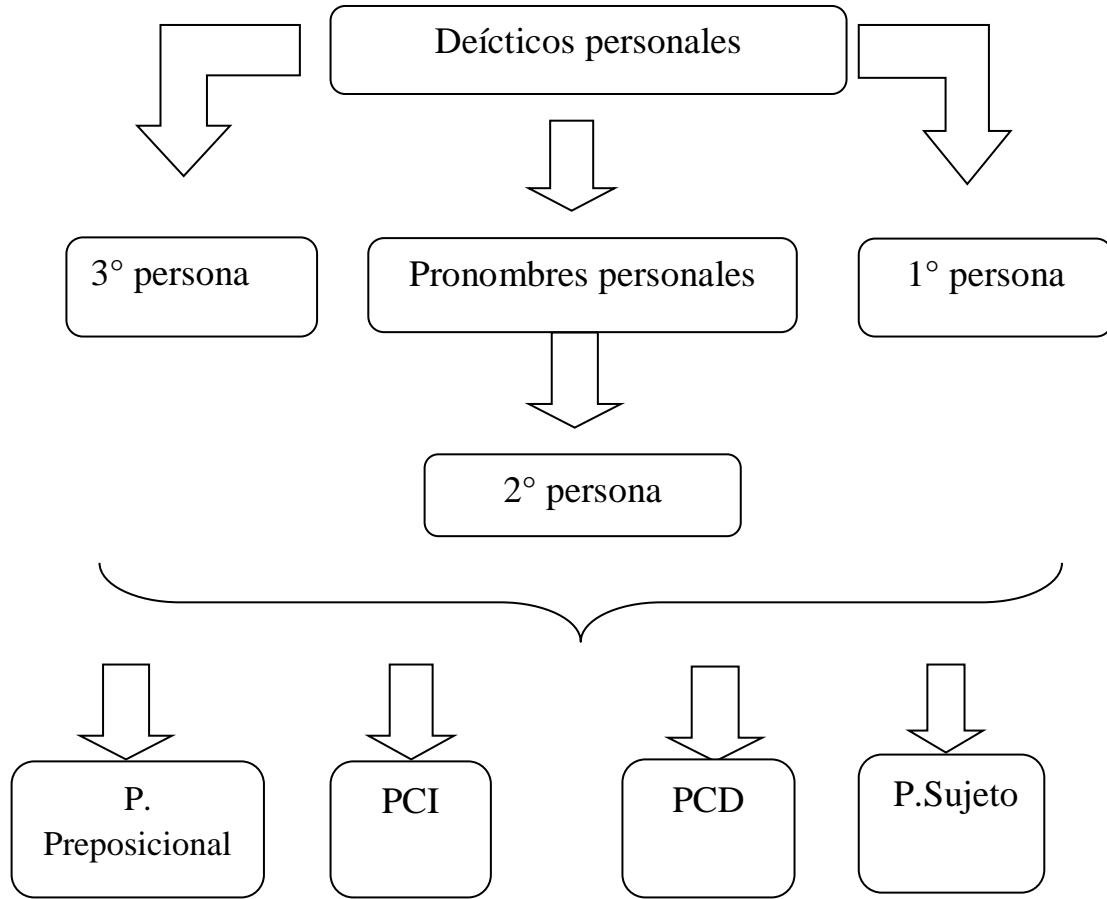 Deícticos personales
3° persona
Pronombres personales
1° persona
2° persona
P.
Preposicional
PCI
PCD
P.Sujeto